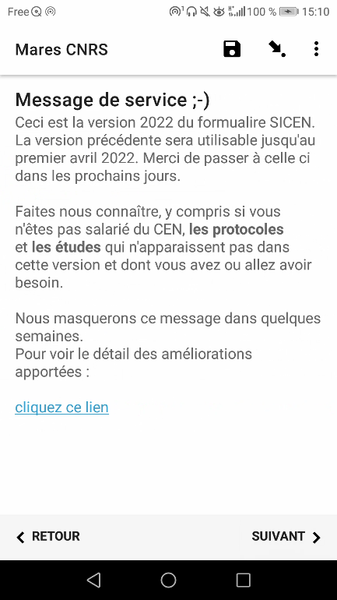 Free 100 % 15:10
Mares CNRS
Message de service ;-)
Ceci est la version 2022 du formualire SICEN.
La version précédente sera utilisable jusqu'au
premier avril 2022. Merci de passer à celle ci
dans les prochains jours.
Faites nous connaître, y compris si vous
n'êtes pas salarié du CEN, les protocoles
et les études qui n'apparaissent pas dans
cette version et dont vous avez ou allez avoir
besoin.
Nous masquerons ce message dans quelques
semaines.
Pour voir le détail des améliorations
apportées :
cliquez ce lien
RETOUR SUIVANT